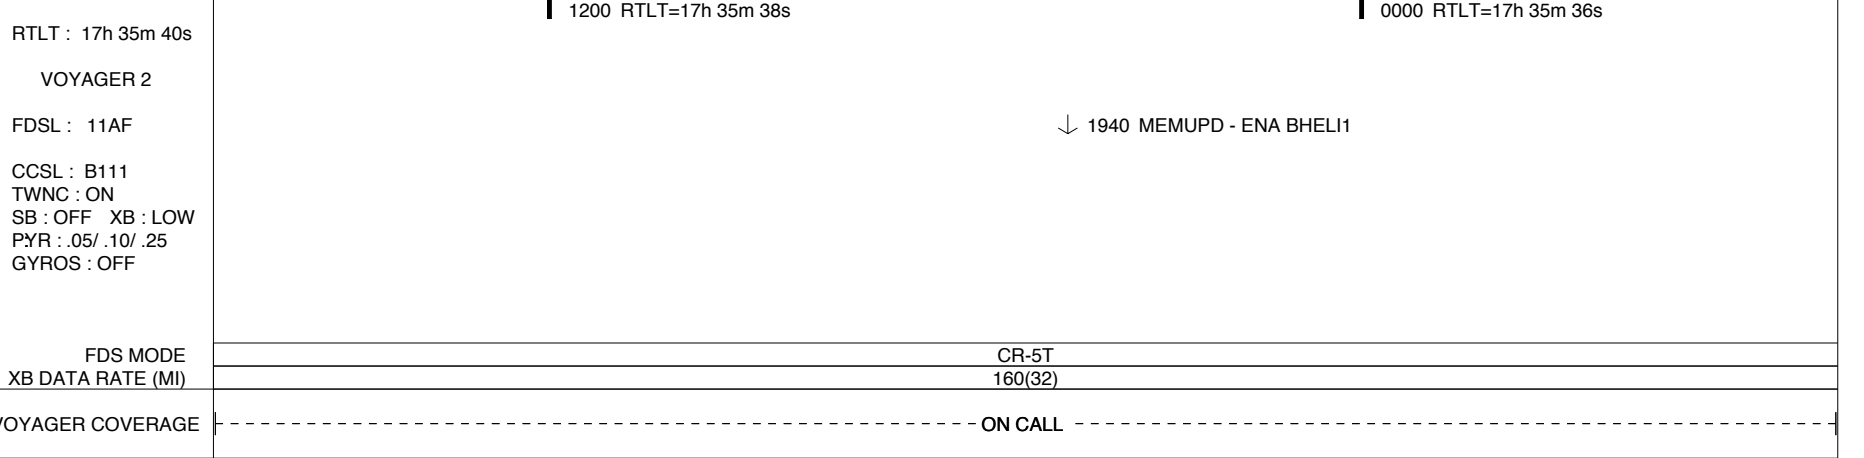 1200 RTLT=17h 35m 38s 0000 RTLT=17h 35m 36s
RTLT : 17h 35m 40s
VOYAGER 2
FDSL : 11AF 1940 MEMUPD - ENA BHELI1
CCSL : B111
TWNC : ON
SB : OFF XB : LOW
PYR : .05/ .10/ .25
GYROS : OFF
FDS MODE CR-5T
XB DATA RATE (MI) 160(32)
VOYAGER COVERAGE ON CALL